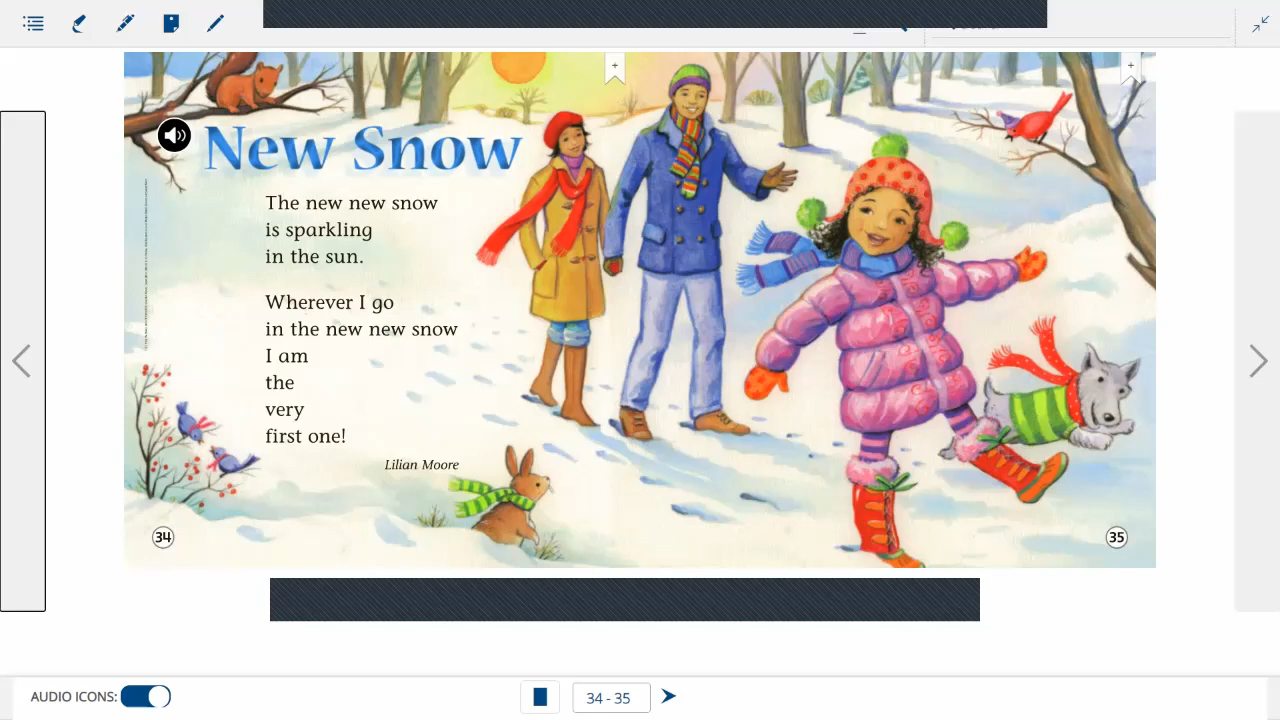 New Snow
The new new snow
is sparkling
in the sun.
Wherever I go
in the new new snow
I am
the
very
first one!
Lilian Moore
34
35
AUDIO ICONS:
34 - 35